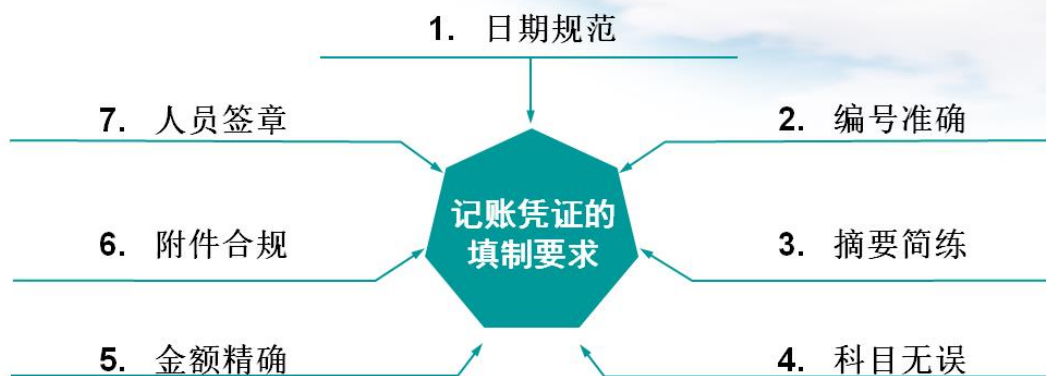 1. 日期规范
7. 人员签章
2. 编号准确
记账凭证的
填制要求
6. 附件合规
3. 摘要简练
5. 金额精确
4. 科目无误